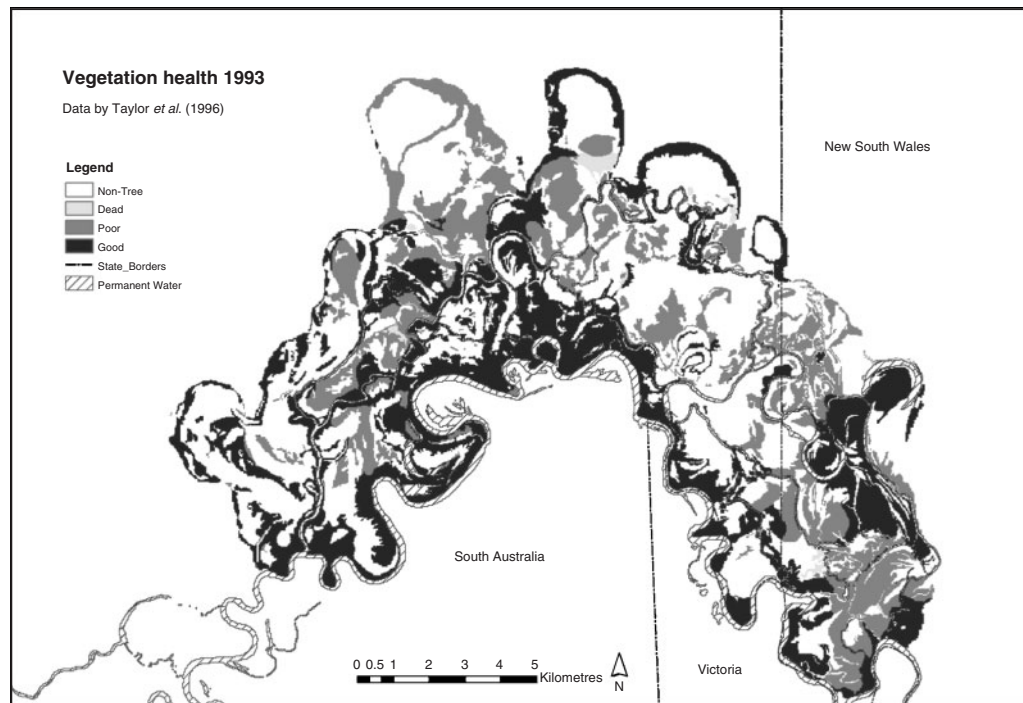 Vegetation health 1993
Data by Taylor et al. (1996)
Legend
Non-Tree
Dead
Poor
Good
State_Borders
Permanent Water
New South Wales
South Australia
Victoria
0 0.5 1 2 3 4 5
Kilometres
N